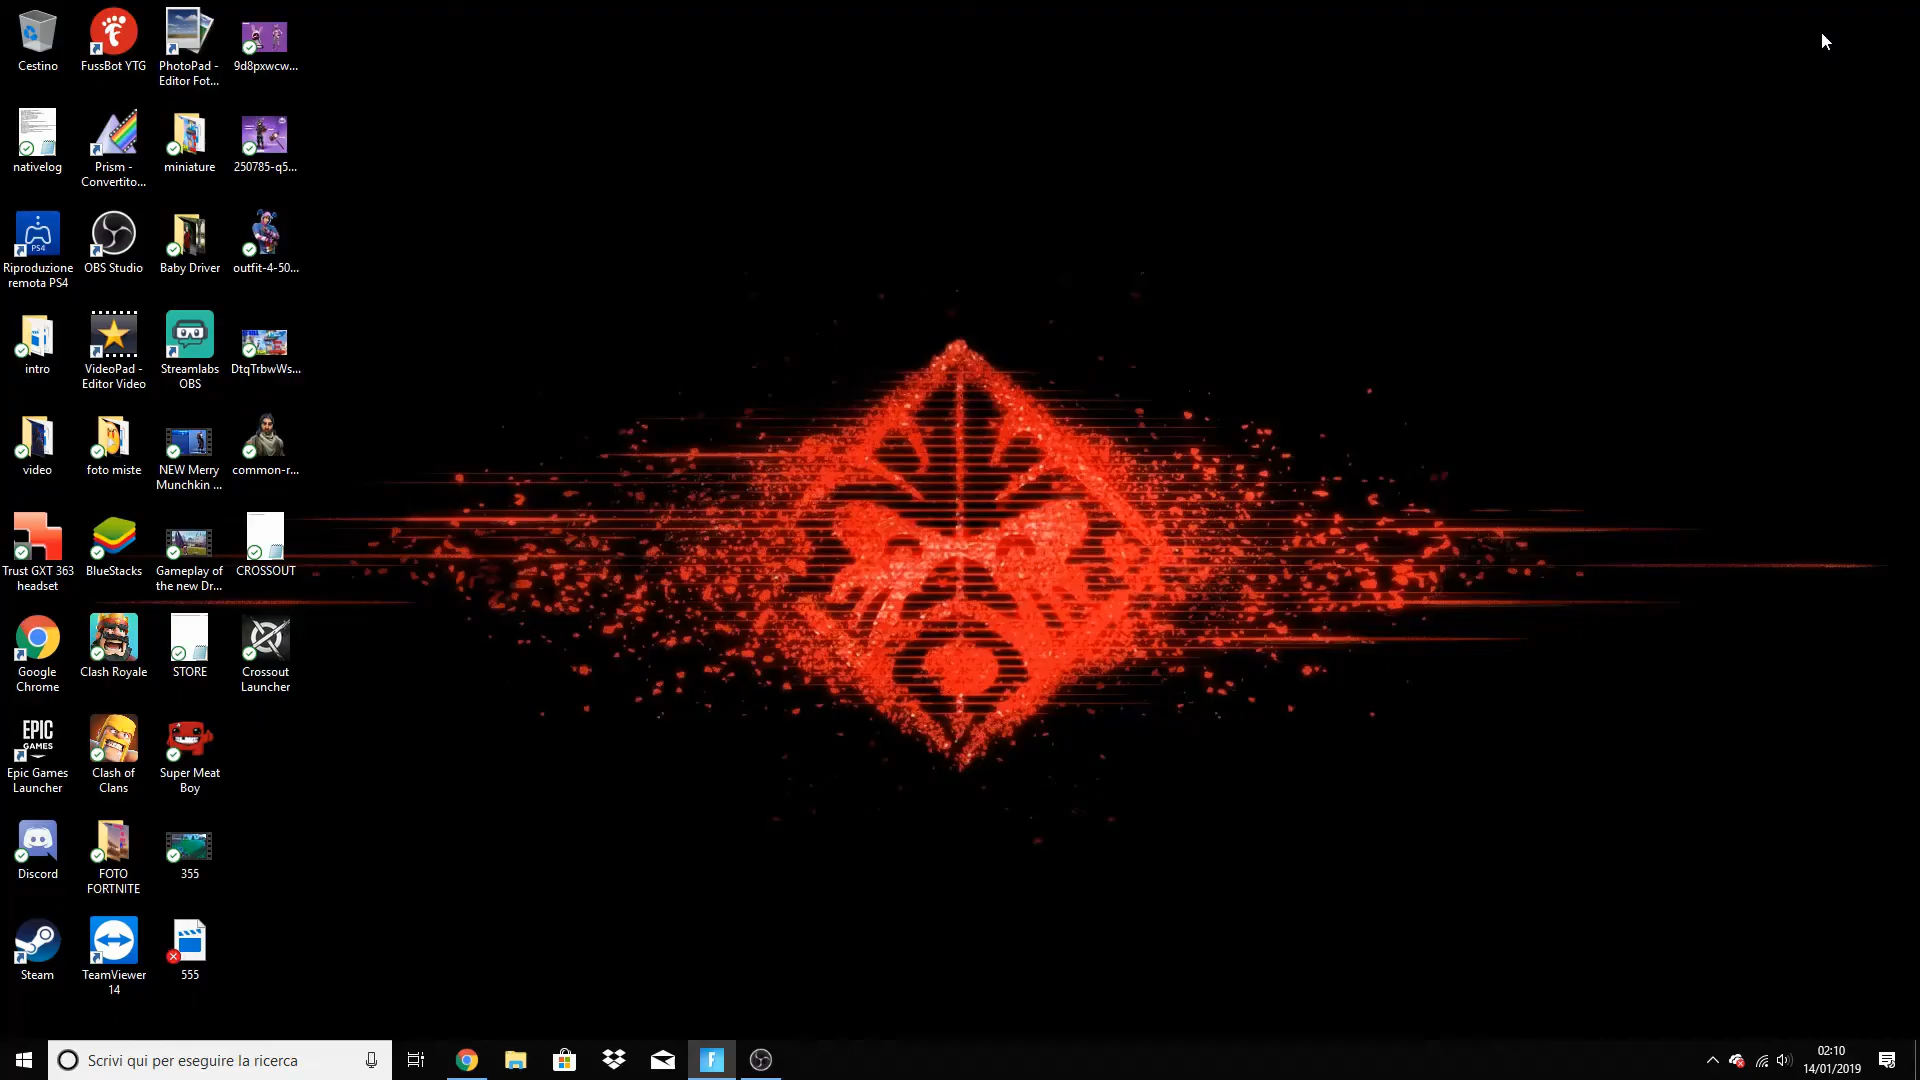 Cestino
FussBot YTG
PhotoPad -
Editor Fot...
9d8pxwcw...
nativelog
Prism -
Convertito...
miniature
250785-q5...
PS4
Riproduzione
remota PS4
OBS Studio
Baby Driver
outfit-4-50...
intro
VideoPad -
Editor Video
Streamlabs
OBS
DtqTrbwWs...
video
foto miste
NEW Merry
Munchkin ...
common-r...
Trust GXT 363
headset
BlueStacks
Gameplay of
the new Dr...
CROSSOUT
Google
Chrome
Clash Royale
STORE
Crossout
Launcher
EPIC
GAMES
Epic Games
Launcher
Clash of
Clans
Super Meat
Boy
Discord
FOTO
FORTNITE
355
Steam
TeamViewer
14
555
Scrivi qui per eseguire la ricerca
F
02:10
14/01/2019